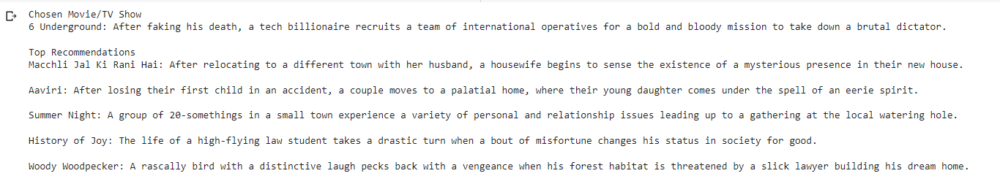 Chosen Movie/TV Show
6 Underground: After faking his death, a tech billionaire recruits a team of international operatives for a bold and bloody mission to take down a brutal dictator.
Top Recommendations
Macchli Jal Ki Rani Hai: After relocating to a different town with her husband, a housewife begins to sense the existence of a mysterious presence in their new house.
Aaviri: After losing their first child in an accident, a couple moves to a palatial home, where their young daughter comes under the spell of an eerie spirit.
Summer Night: A group of 20-somethings in a small town experience a variety of personal and relationship issues leading up to a gathering at the local watering hole.
History of Joy: The life of a high-flying law student takes a drastic turn when a bout of misfortune changes his status in society for good.
Woody Woodpecker: A rascally bird with a distinctive laugh pecks back with a vengeance when his forest habitat is threatened by a slick lawyer building his dream home.